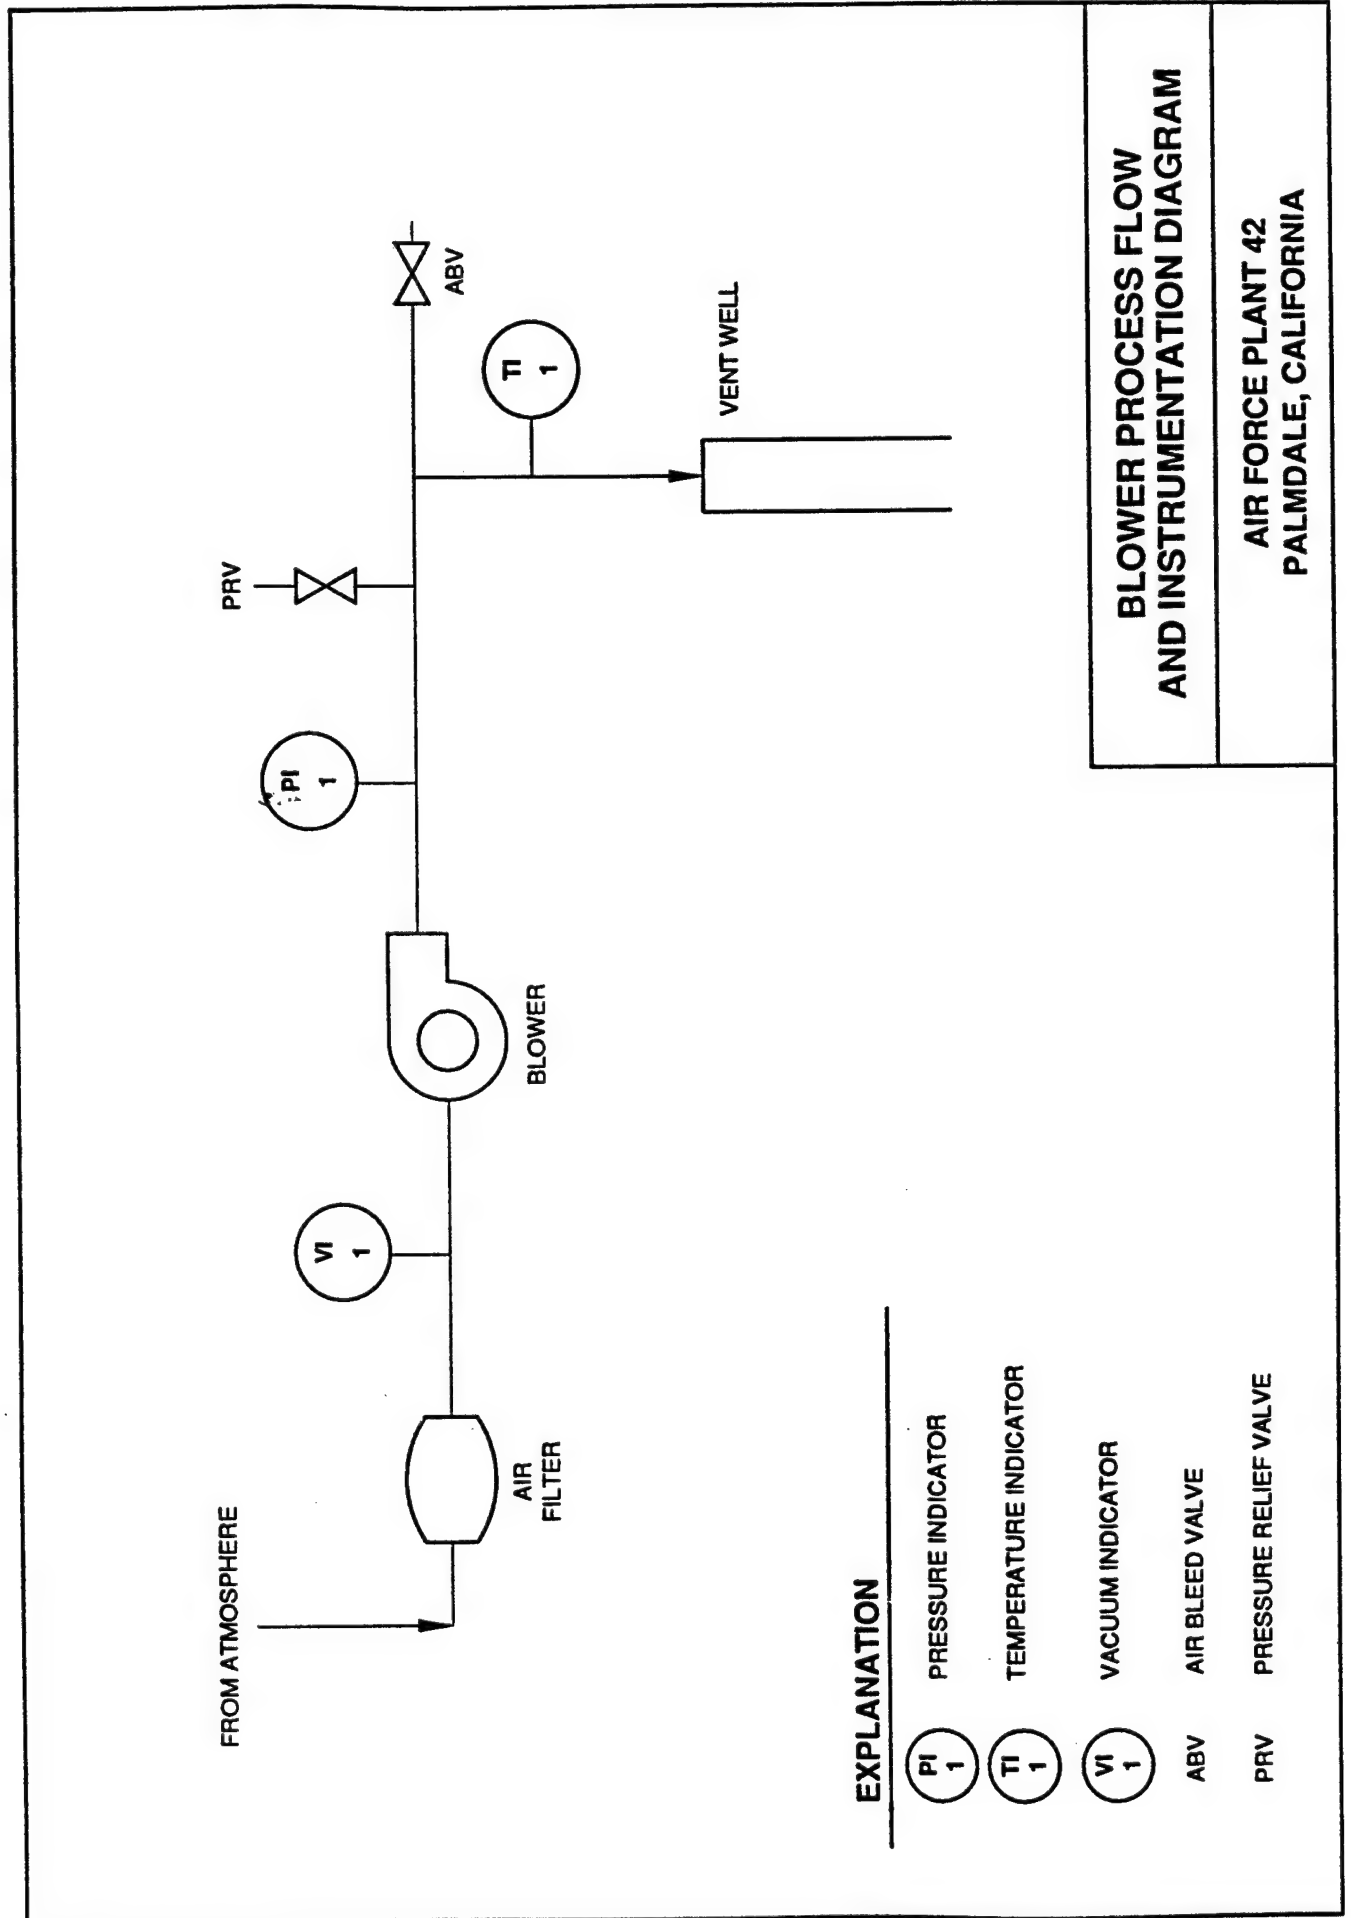 FROM ATMOSPHERE
AIR
FILTER
VI
1
BLOWER
PI
1
PRV
TI
1
ABV
VENT WELL
EXPLANATION
PI
1
PRESSURE INDICATOR
TI
1
TEMPERATURE INDICATOR
VI
1
VACUUM INDICATOR
ABV
AIR BLEED VALVE
PRV
PRESSURE RELIEF VALVE
BLOWER PROCESS FLOW
AND INSTRUMENTATION DIAGRAM
AIR FORCE PLANT 42
PALMDALE, CALIFORNIA